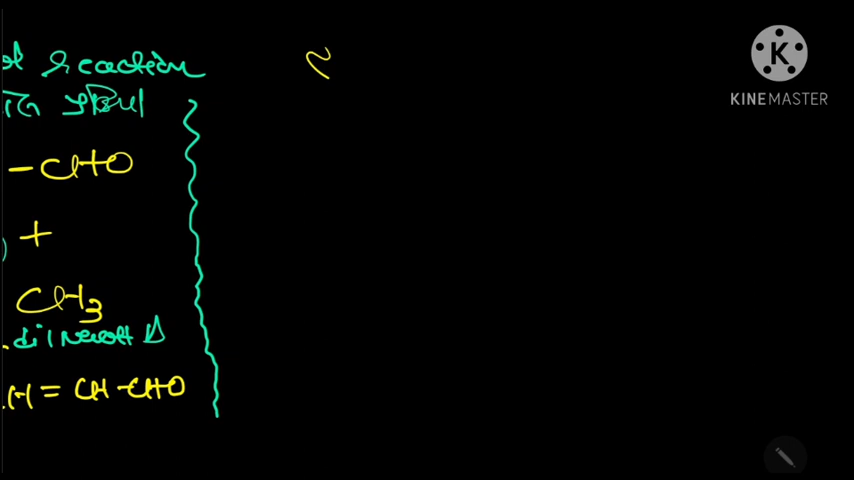 reaction
-CHO
+
CH3
dil NaOH Δ
H = CH-CHO
K
KINEMASTER